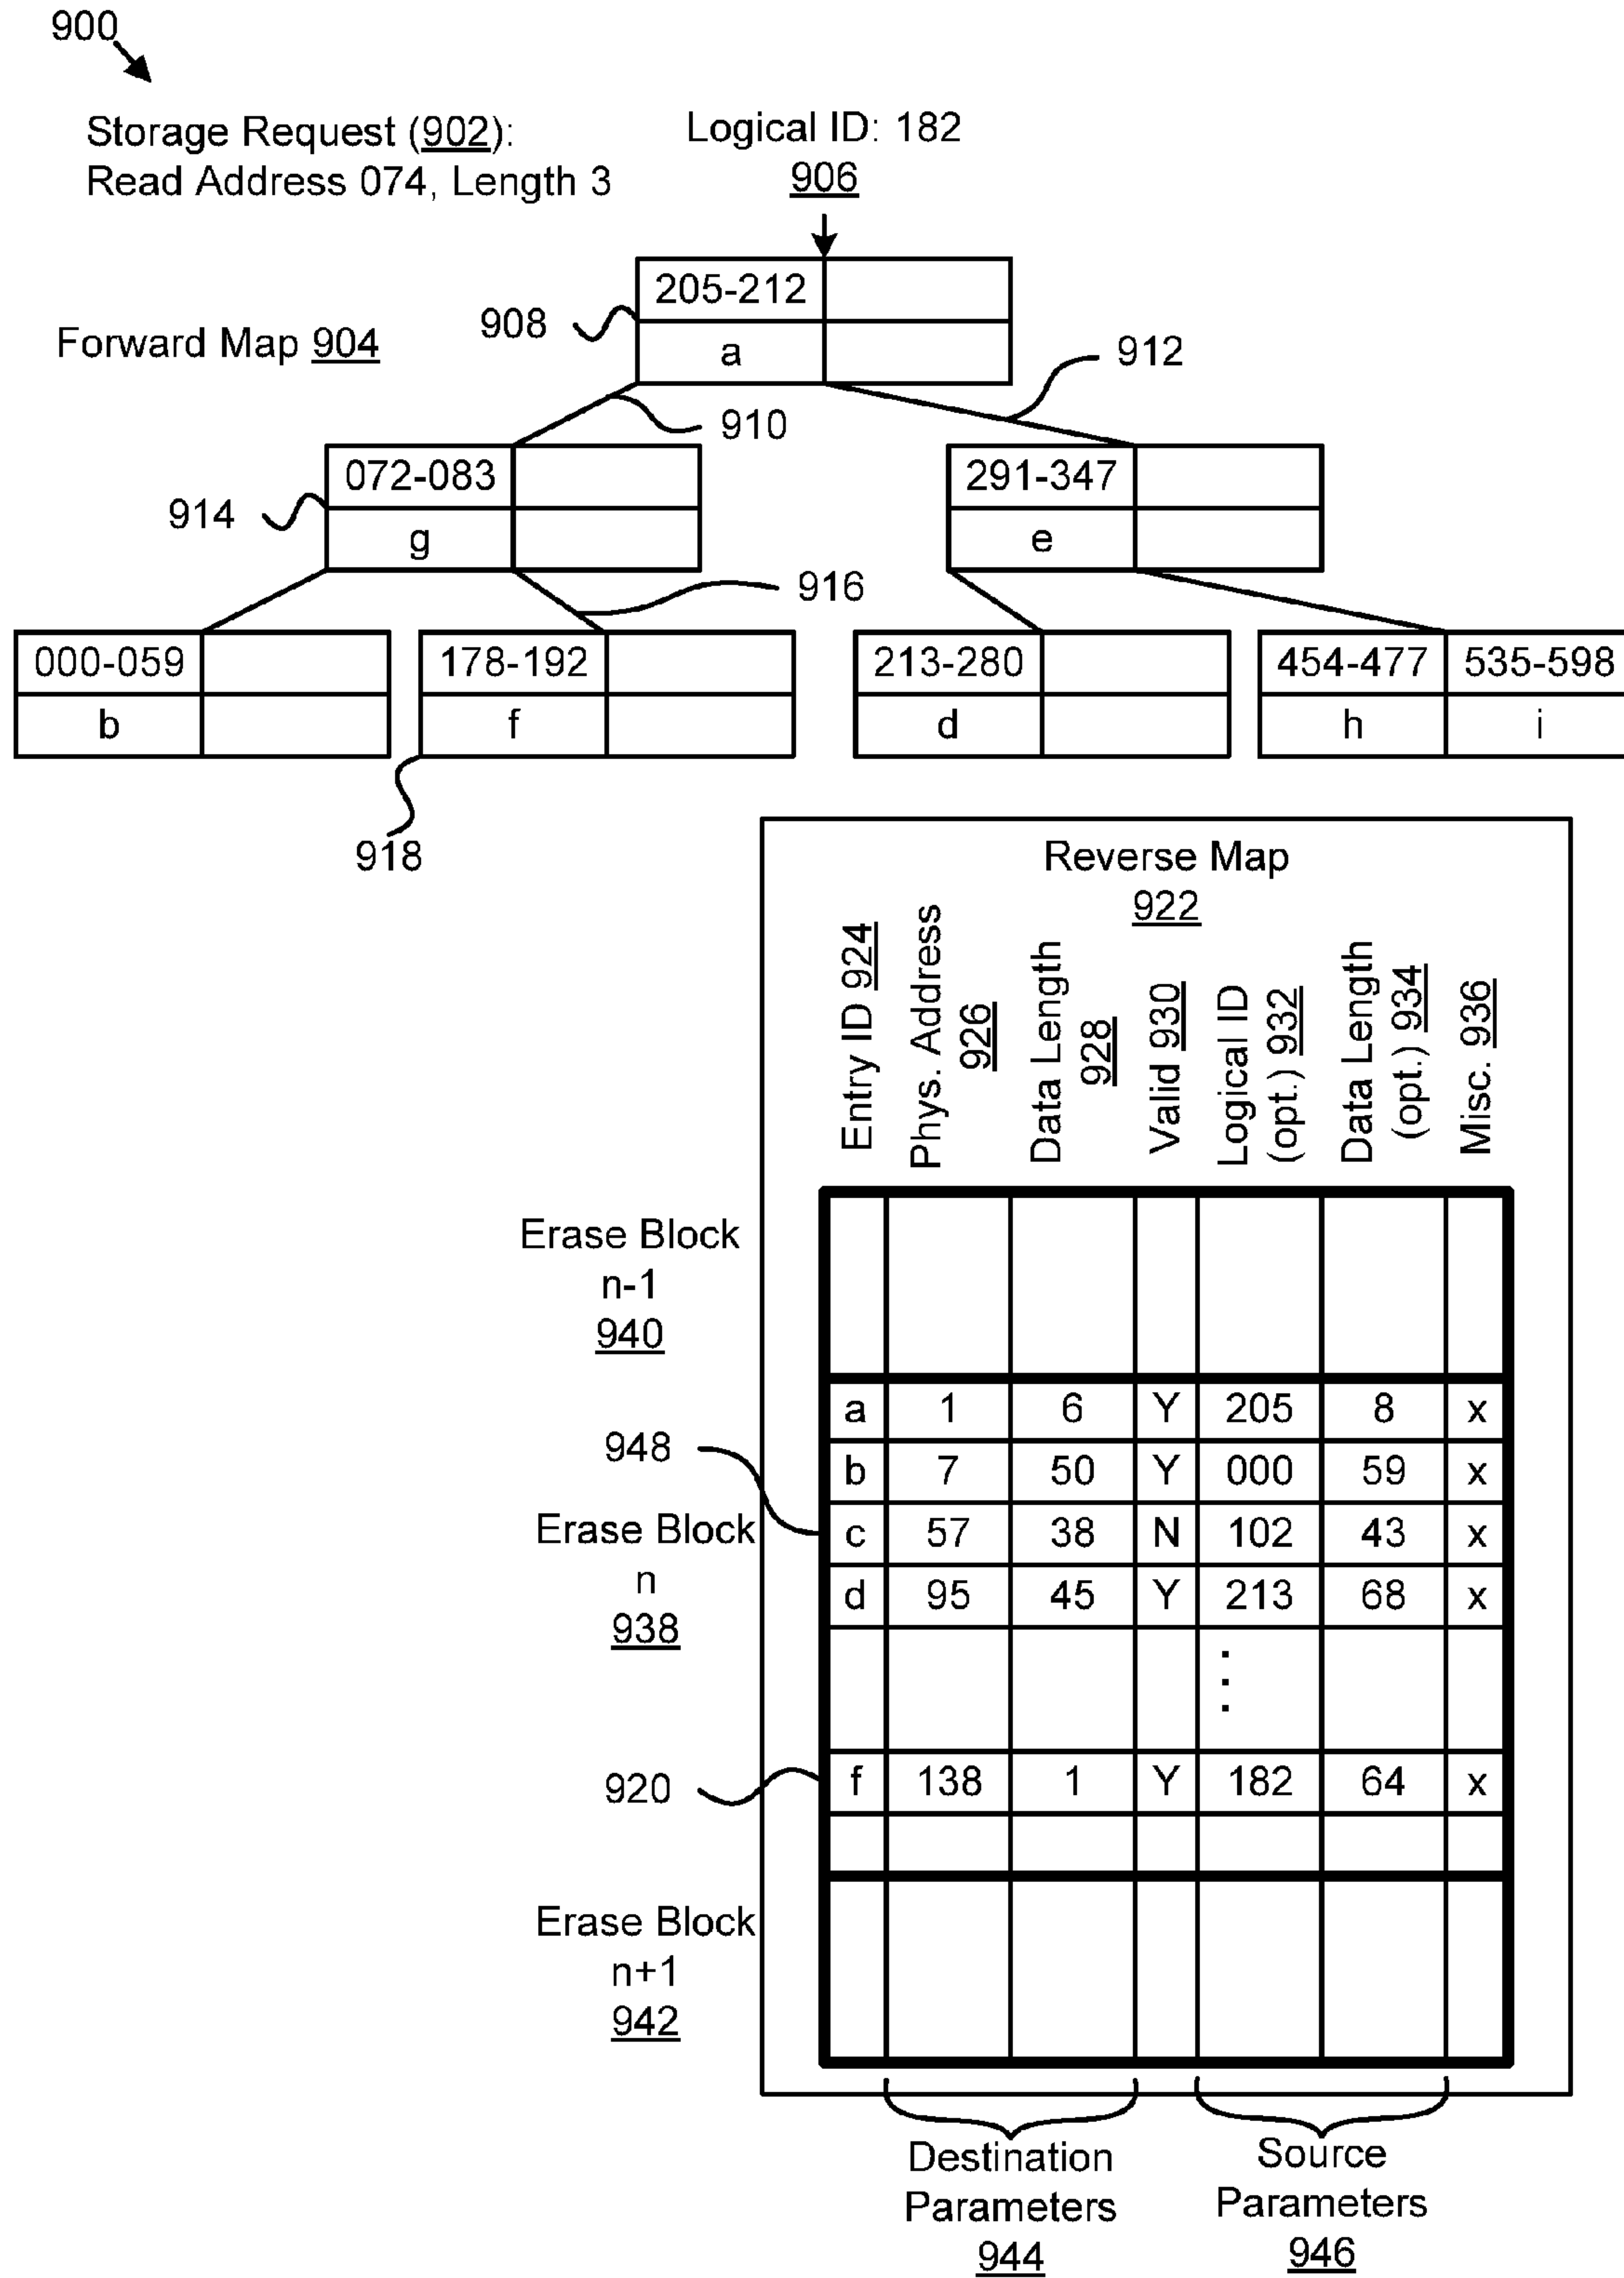 900
Storage Request (902):
Read Address 074, Length 3
Logical ID: 182
906
Forward Map 904
908
205-212
a
912
910
914
072-083
g
291-347
e
916
000-059
b
178-192
f
213-280
d
454-477 535-598
h i
918
Reverse Map
922
Entry ID 924
Phys. Address
926
Data Length
928
Valid 930
Logical ID
(opt.) 932
Data Length
(opt.) 934
Misc. 936
Erase Block
n-1
940
a 1 6 Y 205 8 x
948
b 7 50 Y 000 59 x
Erase Block
n
938
c 57 38 N 102 43 x
d 95 45 Y 213 68 x
⋮
920
f 138 1 Y 182 64 x
Erase Block
n+1
942
Destination
Parameters
944
Source
Parameters
946